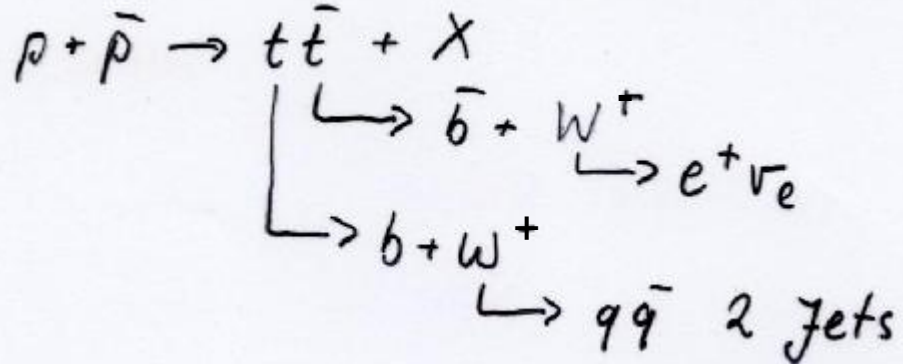 p + p̄ → t t̄ + X
↳ b̄ + W⁺
↳ e⁺ νₑ
↳ b + W⁺
↳ q q̄ 2 Jets